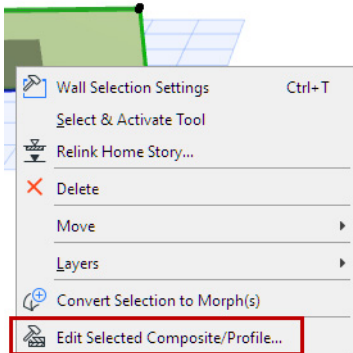 Wall Selection Settings Ctrl+T
Select & Activate Tool
Relink Home Story...
Delete
Move
Layers
Convert Selection to Morph(s)
Edit Selected Composite/Profile...